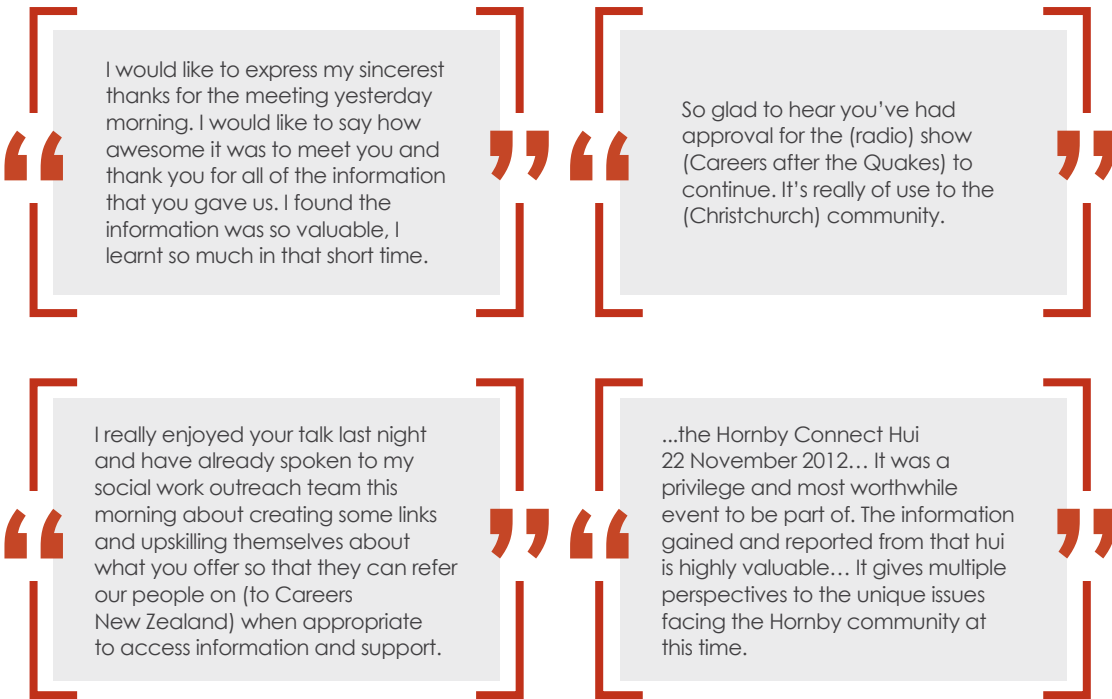 I would like to express my sincerest
thanks for the meeting yesterday
morning. I would like to say how
awesome it was to meet you and
thank you for all of the information
that you gave us. I found the
information was so valuable, I
learnt so much in that short time.
So glad to hear you’ve had
approval for the (radio) show
(Careers after the Quakes) to
continue. It’s really of use to the
(Christchurch) community.
I really enjoyed your talk last night
and have already spoken to my
social work outreach team this
morning about creating some links
and upskilling themselves about
what you offer so that they can refer
our people on (to Careers
New Zealand) when appropriate
to access information and support.
...the Hornby Connect Hui
22 November 2012… It was a
privilege and most worthwhile
event to be part of. The information
gained and reported from that hui
is highly valuable… It gives multiple
perspectives to the unique issues
facing the Hornby community at
this time.